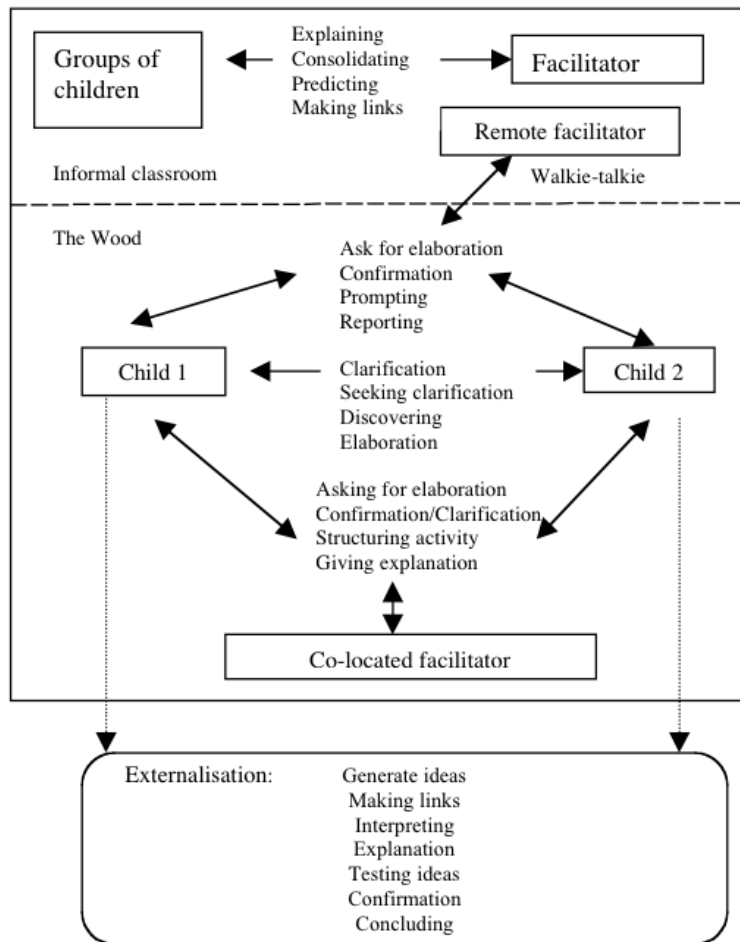 Groups of
children
Explaining
Consolidating
Predicting
Making links
Facilitator
Remote facilitator
Informal classroom
Walkie-talkie
The Wood
Ask for elaboration
Confirmation
Prompting
Reporting
Child 1
Clarification
Seeking clarification
Discovering
Elaboration
Child 2
Asking for elaboration
Confirmation/Clarification
Structuring activity
Giving explanation
Co-located facilitator
Externalisation:
Generate ideas
Making links
Interpreting
Explanation
Testing ideas
Confirmation
Concluding